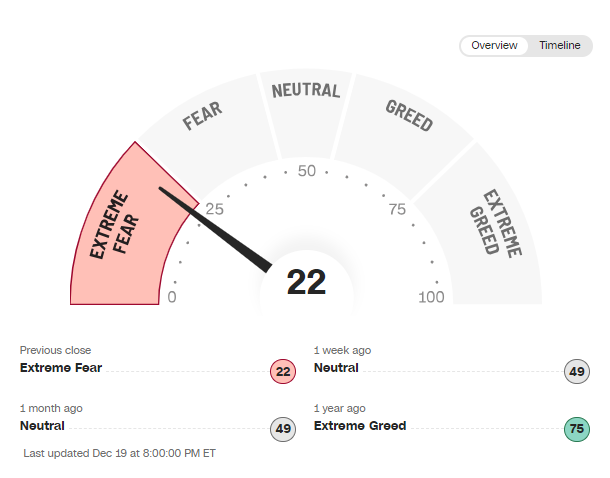 Overview Timeline
NEUTRAL
FEAR
GREED
EXTREME
FEAR
EXTREME
GREED
50
25
75
0
100
22
Previous close
Extreme Fear
22
1 week ago
Neutral
49
1 month ago
Neutral
49
1 year ago
Extreme Greed
75
Last updated Dec 19 at 8:00:00 PM ET